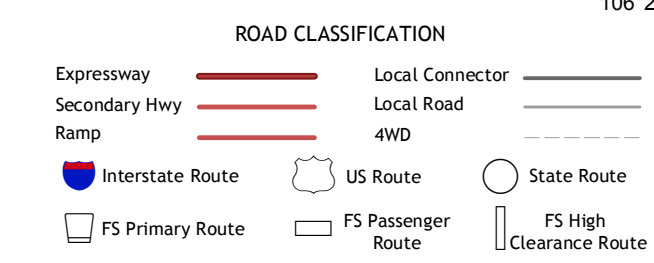 ROAD CLASSIFICATION
Expressway
Local Connector
Secondary Hwy
Local Road
Ramp
4WD
Interstate Route
US Route
State Route
FS Primary Route
FS Passenger
Route
FS High
Clearance Route